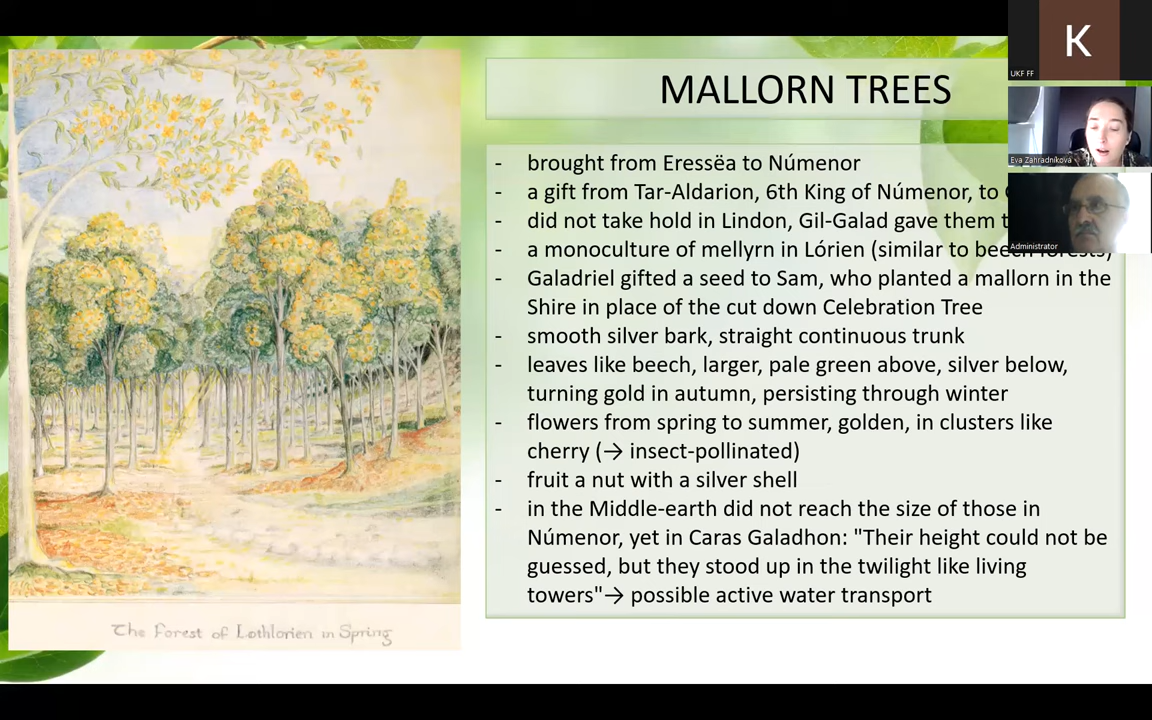 MALLORN TREES
- brought from Eressëa to Númenor
- a gift from Tar-Aldarion, 6th King of Númenor, to
- did not take hold in Lindon, Gil-Galad gave them
- a monoculture of mellyrn in Lórien (similar to beech forests)
- Galadriel gifted a seed to Sam, who planted a mallorn in the
Shire in place of the cut down Celebration Tree
- smooth silver bark, straight continuous trunk
- leaves like beech, larger, pale green above, silver below,
turning gold in autumn, persisting through winter
- flowers from spring to summer, golden, in clusters like
cherry (→ insect-pollinated)
- fruit a nut with a silver shell
- in the Middle-earth did not reach the size of those in
Númenor, yet in Caras Galadhon: "Their height could not be
guessed, but they stood up in the twilight like living
towers"→ possible active water transport
The Forest of Lothlorien in Spring
K
UKF FF
Eva Zahradníková
Administrator